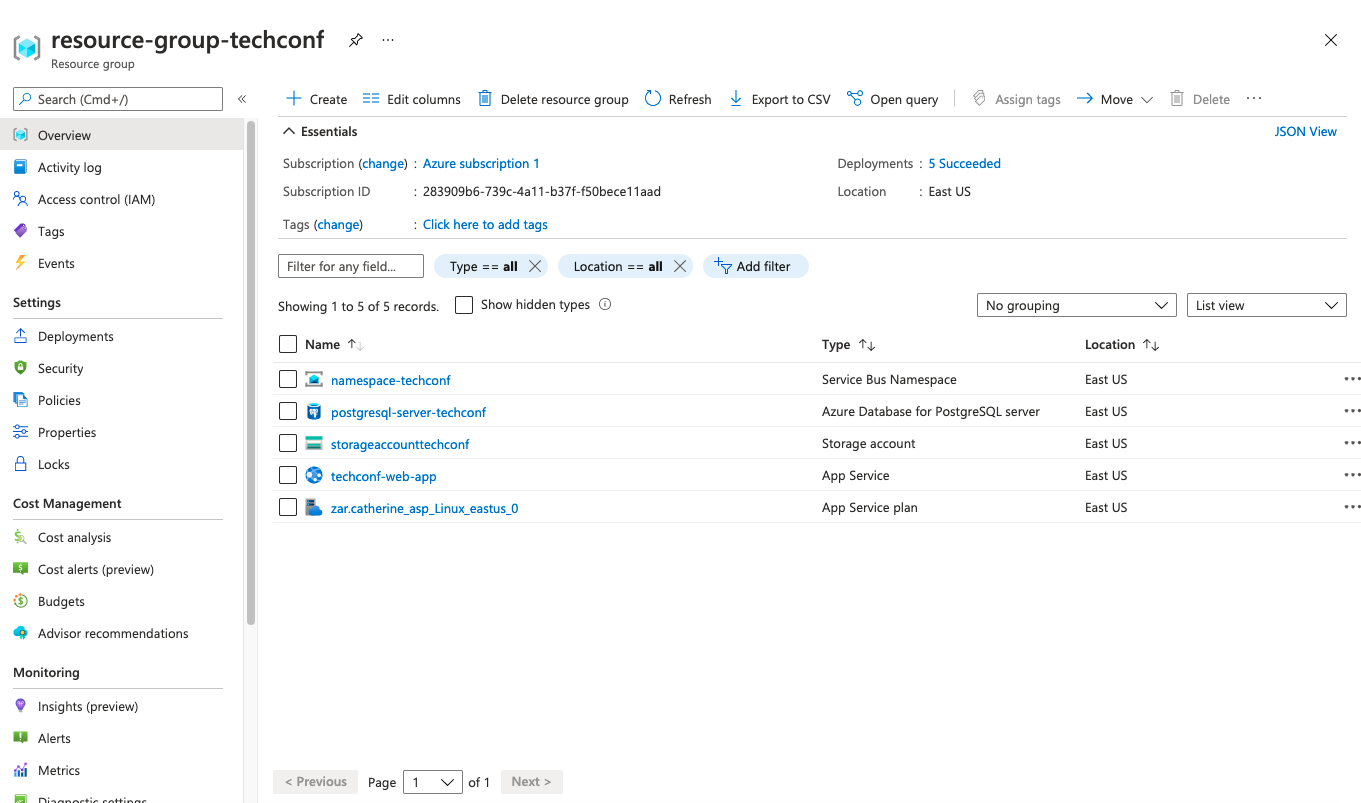 resource-group-techconf
Resource group
Search (Cmd+/)
Overview
Activity log
Access control (IAM)
Tags
Events
Settings
Deployments
Security
Policies
Properties
Locks
Cost Management
Cost analysis
Cost alerts (preview)
Budgets
Advisor recommendations
Monitoring
Insights (preview)
Alerts
Metrics
Diagnostic settings
Create Edit columns Delete resource group Refresh Export to CSV Open query Assign tags Move Delete
Essentials JSON View
Subscription (change) : Azure subscription 1 Deployments : 5 Succeeded
Subscription ID : 283909b6-739c-4a11-b37f-f50bece11aad Location : East US
Tags (change) : Click here to add tags
Filter for any field... Type == all Location == all Add filter
Showing 1 to 5 of 5 records. Show hidden types No grouping List view
Name Type Location
namespace-techconf Service Bus Namespace East US
postgresql-server-techconf Azure Database for PostgreSQL server East US
storageaccounttechconf Storage account East US
techconf-web-app App Service East US
zar.catherine_asp_Linux_eastus_0 App Service plan East US
< Previous Page 1 of 1 Next >